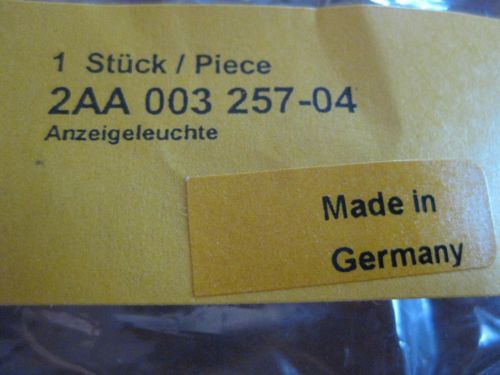 1 Stück / Piece
2AA 003 257-04
Anzeigeleuchte
Made in
Germany